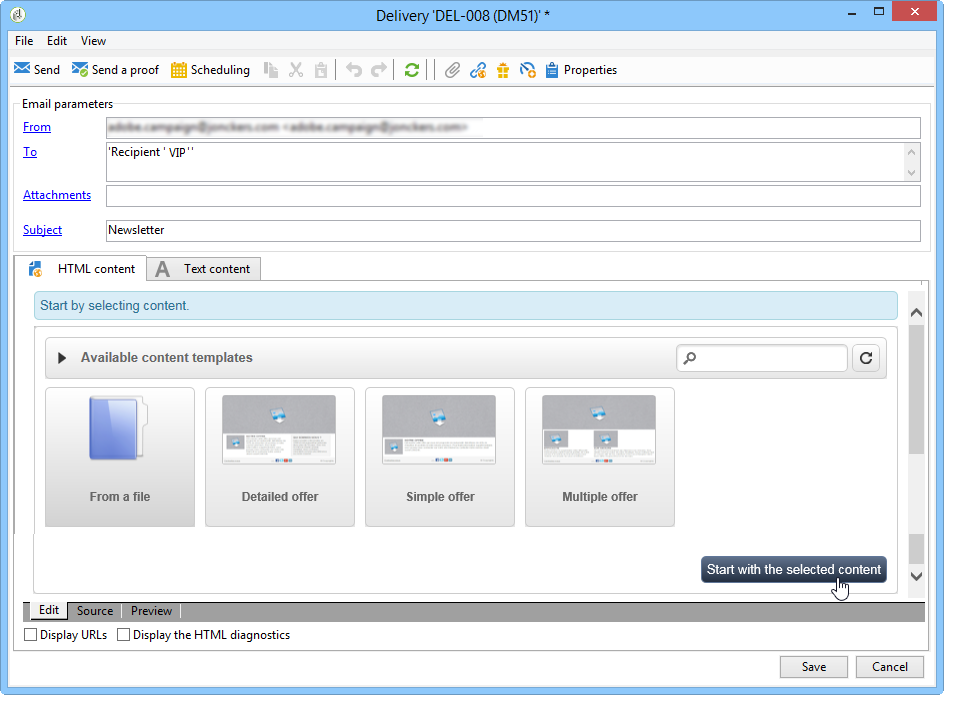 Delivery 'DEL-008 (DM51)' *
File Edit View
Send Send a proof Scheduling Properties
Email parameters
From
To 'Recipient ' VIP''
Attachments
Subject Newsletter
HTML content Text content
Start by selecting content.
Available content templates
From a file Detailed offer Simple offer Multiple offer
Start with the selected content
Edit Source Preview
Display URLs Display the HTML diagnostics
Save Cancel